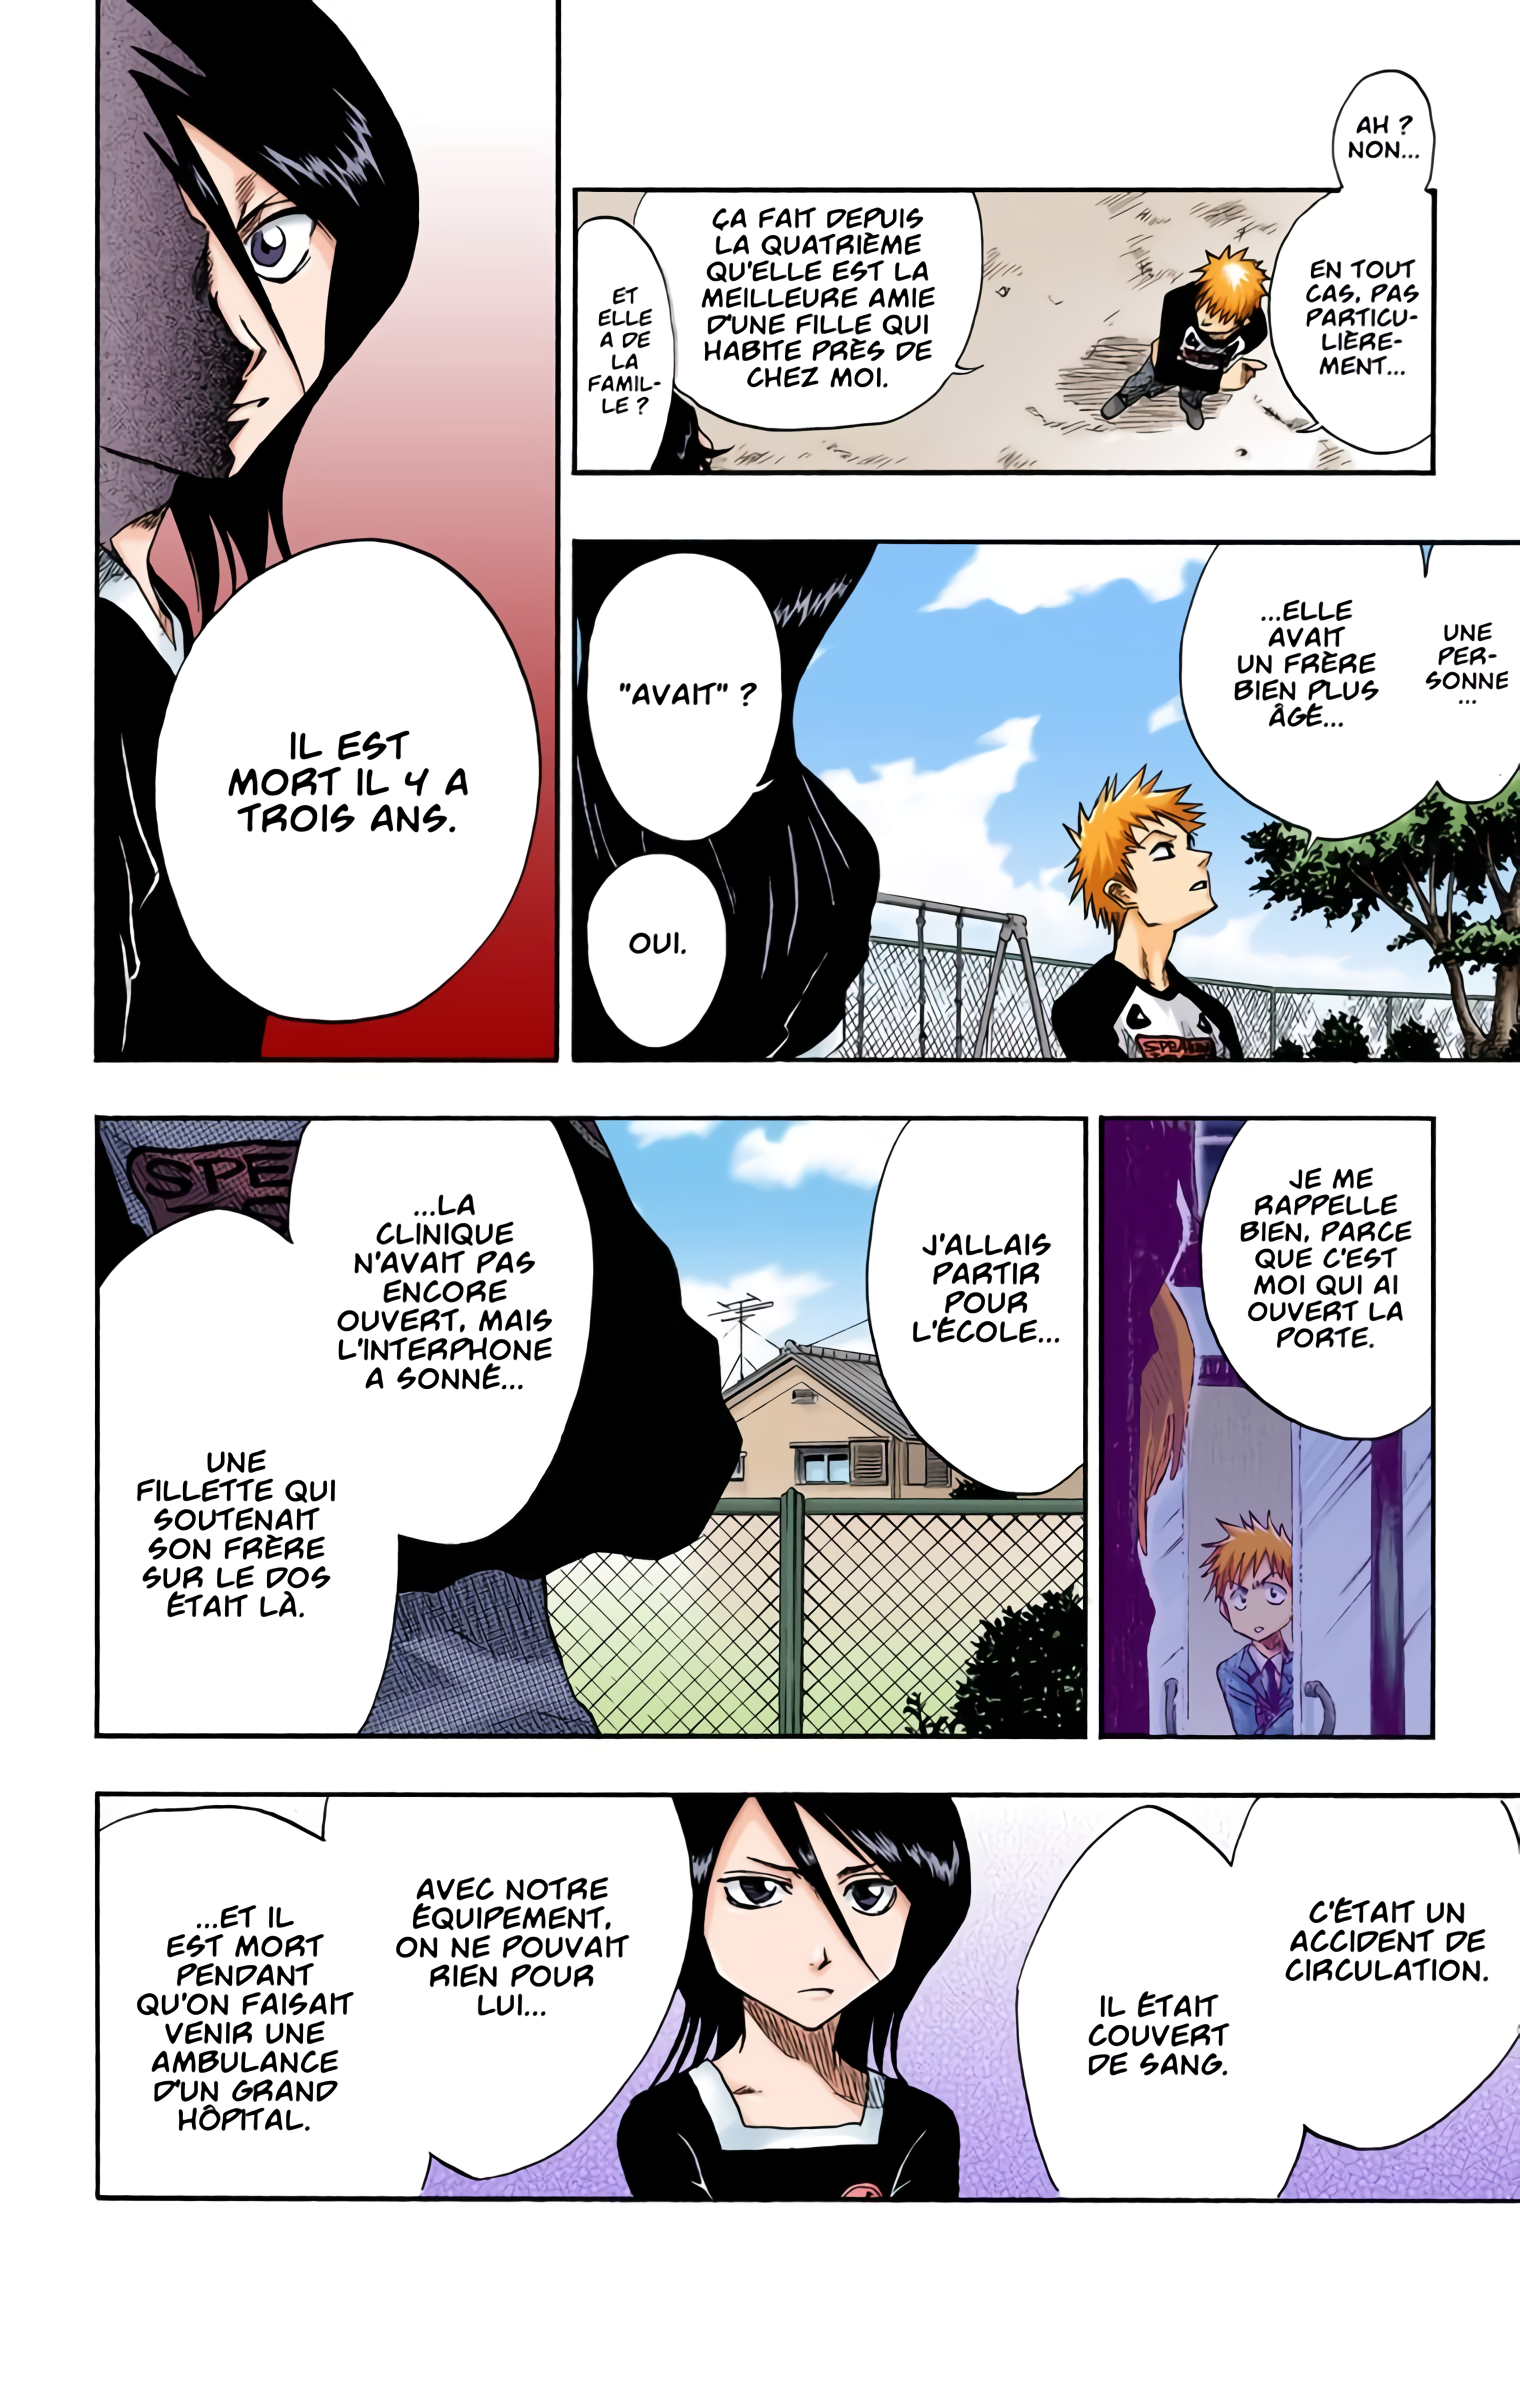 AH ?
NON...
EN TOUT
CAS, PAS
PARTICU-
LIÈRE-
MENT...
ÇA FAIT DEPUIS
LA QUATRIÈME
QU'ELLE EST LA
MEILLEURE AMIE
D'UNE FILLE QUI
HABITE PRÈS DE
CHEZ MOI.
ET
ELLE
A DE
LA
FAMIL-
LE ?
UNE
PER-
SONNE
...
...ELLE
AVAIT
UN FRÈRE
BIEN PLUS
ÂGÉ...
"AVAIT" ?
OUI.
IL EST
MORT IL Y A
TROIS ANS.
JE ME
RAPPELLE
BIEN, PARCE
QUE C'EST
MOI QUI AI
OUVERT LA
PORTE.
J'ALLAIS
PARTIR
POUR
L'ÉCOLE...
...LA
CLINIQUE
N'AVAIT PAS
ENCORE
OUVERT, MAIS
L'INTERPHONE
A SONNÉ...
SPE
UNE
FILLETTE QUI
SOUTENAIT
SON FRÈRE
SUR LE DOS
ÉTAIT LÀ.
C'ÉTAIT UN
ACCIDENT DE
CIRCULATION.
IL ÉTAIT
COUVERT
DE SANG.
AVEC NOTRE
ÉQUIPEMENT,
ON NE POUVAIT
RIEN POUR
LUI...
...ET IL
EST MORT
PENDANT
QU'ON FAISAIT
VENIR UNE
AMBULANCE
D'UN GRAND
HÔPITAL.